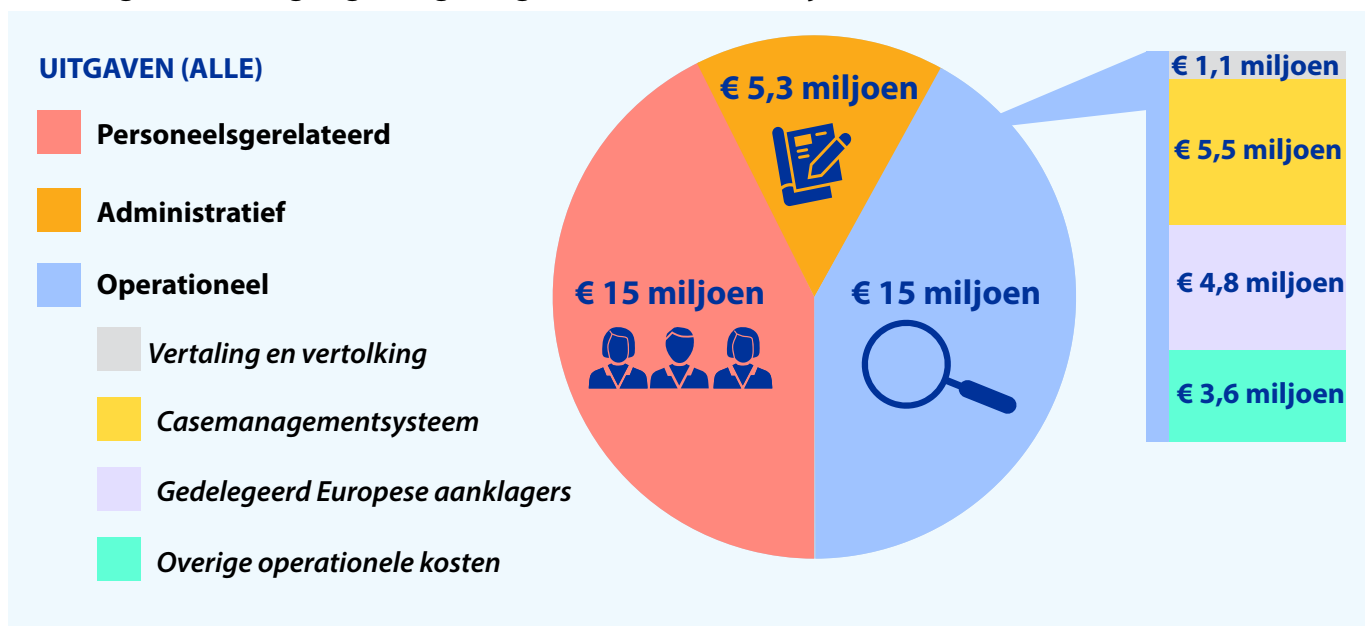 UITGAVEN (ALLE)
Personeelsgerelateerd
Administratief
Operationeel
Vertaling en vertolking
Casemanagementsysteem
Gedelegeerd Europese aanklagers
Overige operationele kosten
€ 5,3 miljoen
€ 15 miljoen
€ 15 miljoen
€ 1,1 miljoen
€ 5,5 miljoen
€ 4,8 miljoen
€ 3,6 miljoen